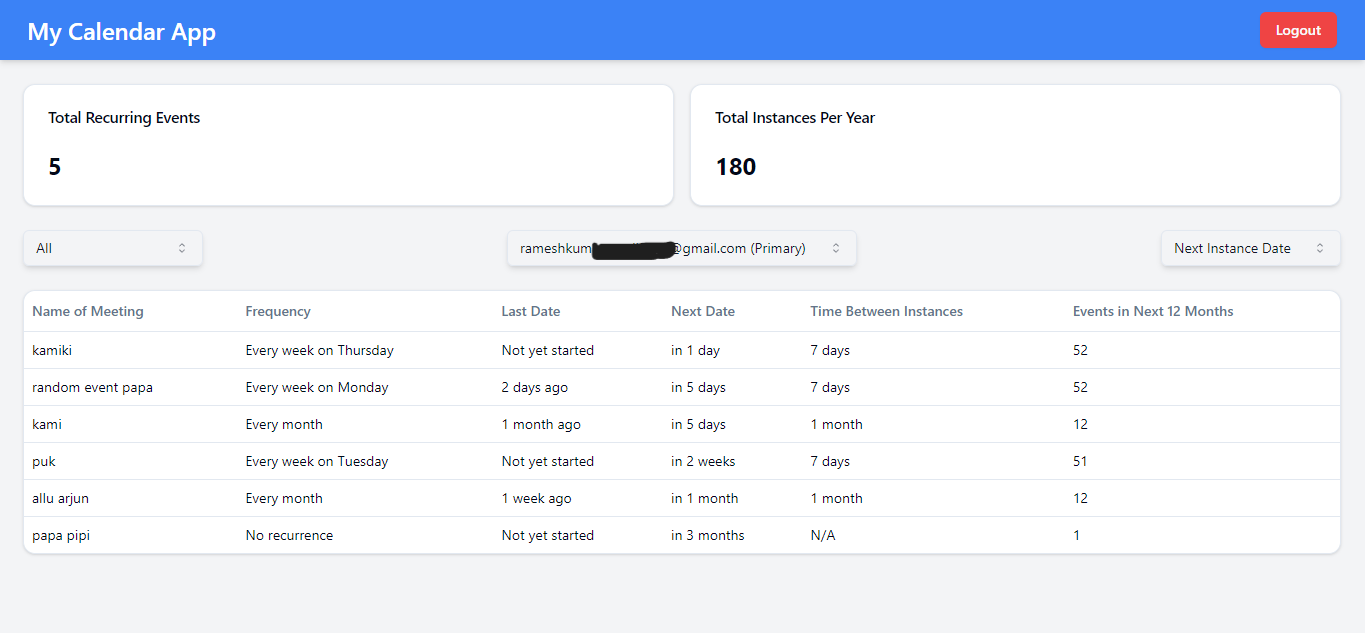 My Calendar App Logout
Total Recurring Events Total Instances Per Year
5 180
All rameshkum @gmail.com (Primary) Next Instance Date
Name of Meeting Frequency Last Date Next Date Time Between Instances Events in Next 12 Months
kamiki Every week on Thursday Not yet started in 1 day 7 days 52
random event papa Every week on Monday 2 days ago in 5 days 7 days 52
kami Every month 1 month ago in 5 days 1 month 12
puk Every week on Tuesday Not yet started in 2 weeks 7 days 51
allu arjun Every month 1 week ago in 1 month 1 month 12
papa pipi No recurrence Not yet started in 3 months N/A 1